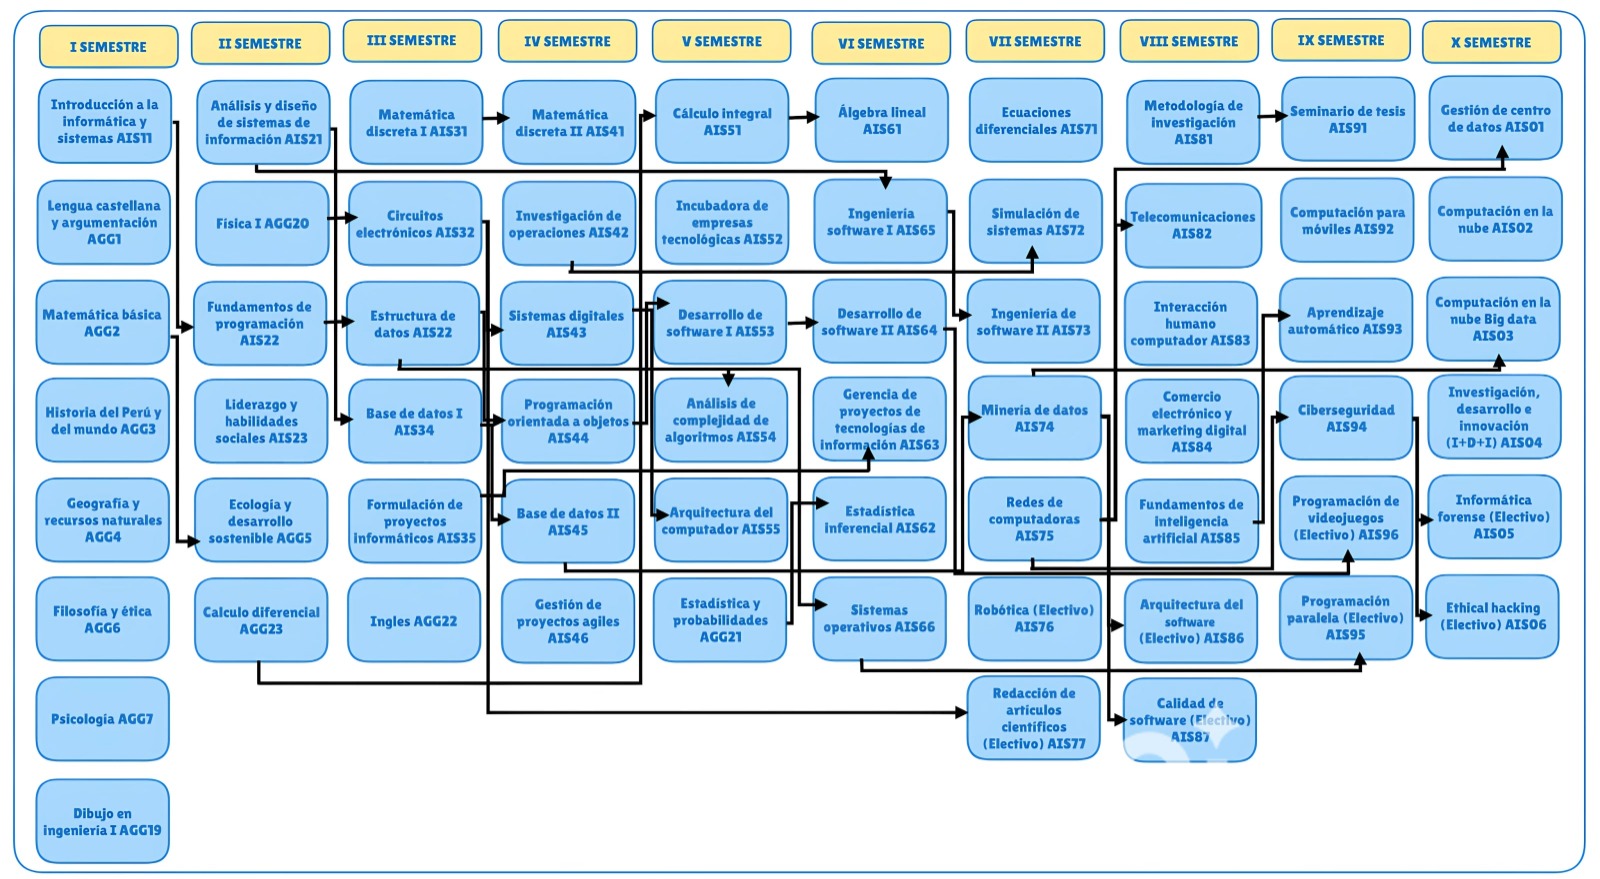 I SEMESTRE
Introducción a la
informática y
sistemas AIS11
Lengua castellana
y argumentación
AGG1
Matemática básica
AGG2
Historia del Perú y
del mundo AGG3
Geografía y
recursos naturales
AGG4
Filosofía y ética
AGG6
Psicología AGG7
Dibujo en
ingenieria I AGG19
II SEMESTRE
Análisis y diseño
de sistemas de
información AIS21
Física I AGG20
Fundamentos de
programación
AIS22
Liderazgo y
habilidades
sociales AIS23
Ecología y
desarrollo
sostenible AGG5
Calculo diferencial
AGG23
III SEMESTRE
Matemática
discreta I AIS31
Circuitos
electrónicos AIS32
Estructura de
datos AIS22
Base de datos I
AIS34
Formulación de
proyectos
informáticos AIS35
Ingles AGG22
IV SEMESTRE
Matemática
discreta II AIS41
Investigación de
operaciones AIS42
Sistemas digitales
AIS43
Programación
orientada a objetos
AIS44
Base de datos II
AIS45
Gestión de
proyectos agiles
AIS46
V SEMESTRE
Cálculo integral
AIS51
Incubadora de
empresas
tecnológicas AIS52
Desarrollo de
software I AIS53
Análisis de
complejidad de
algoritmos AIS54
Arquitectura del
computador AIS55
Estadística y
probabilidades
AGG21
VI SEMESTRE
Álgebra lineal
AIS61
Ingeniería
software I AIS65
Desarrollo de
software II AIS64
Gerencia de
proyectos de
tecnologías de
información AIS63
Estadística
inferencial AIS62
Sistemas
operativos AIS66
VII SEMESTRE
Ecuaciones
diferenciales AIS71
Simulación de
sistemas AIS72
Ingeniería de
software II AIS73
Minería de datos
AIS74
Redes de
computadoras
AIS75
Robótica (Electivo)
AIS76
Redacción de
artículos
científicos
(Electivo) AIS77
VIII SEMESTRE
Metodología de
investigación
AIS81
Telecomunicaciones
AIS82
Interacción
humano
computador AIS83
Comercio
electrónico y
marketing digital
AIS84
Fundamentos de
inteligencia
artificial AIS85
Arquitectura del
software
(Electivo) AIS86
Calidad de
software (Electivo)
AIS87
IX SEMESTRE
Seminario de tesis
AIS91
Computación para
móviles AIS92
Aprendizaje
automático AIS93
Ciberseguridad
AIS94
Programación de
videojuegos
(Electivo) AIS96
Programación
paralela (Electivo)
AIS95
X SEMESTRE
Gestión de centro
de datos AIS01
Computación en la
nube AIS02
Computación en la
nube Big data
AIS03
Investigación,
desarrollo e
innovación
(I+D+I) AIS04
Informática
forense (Electivo)
AIS05
Ethical hacking
(Electivo) AIS06